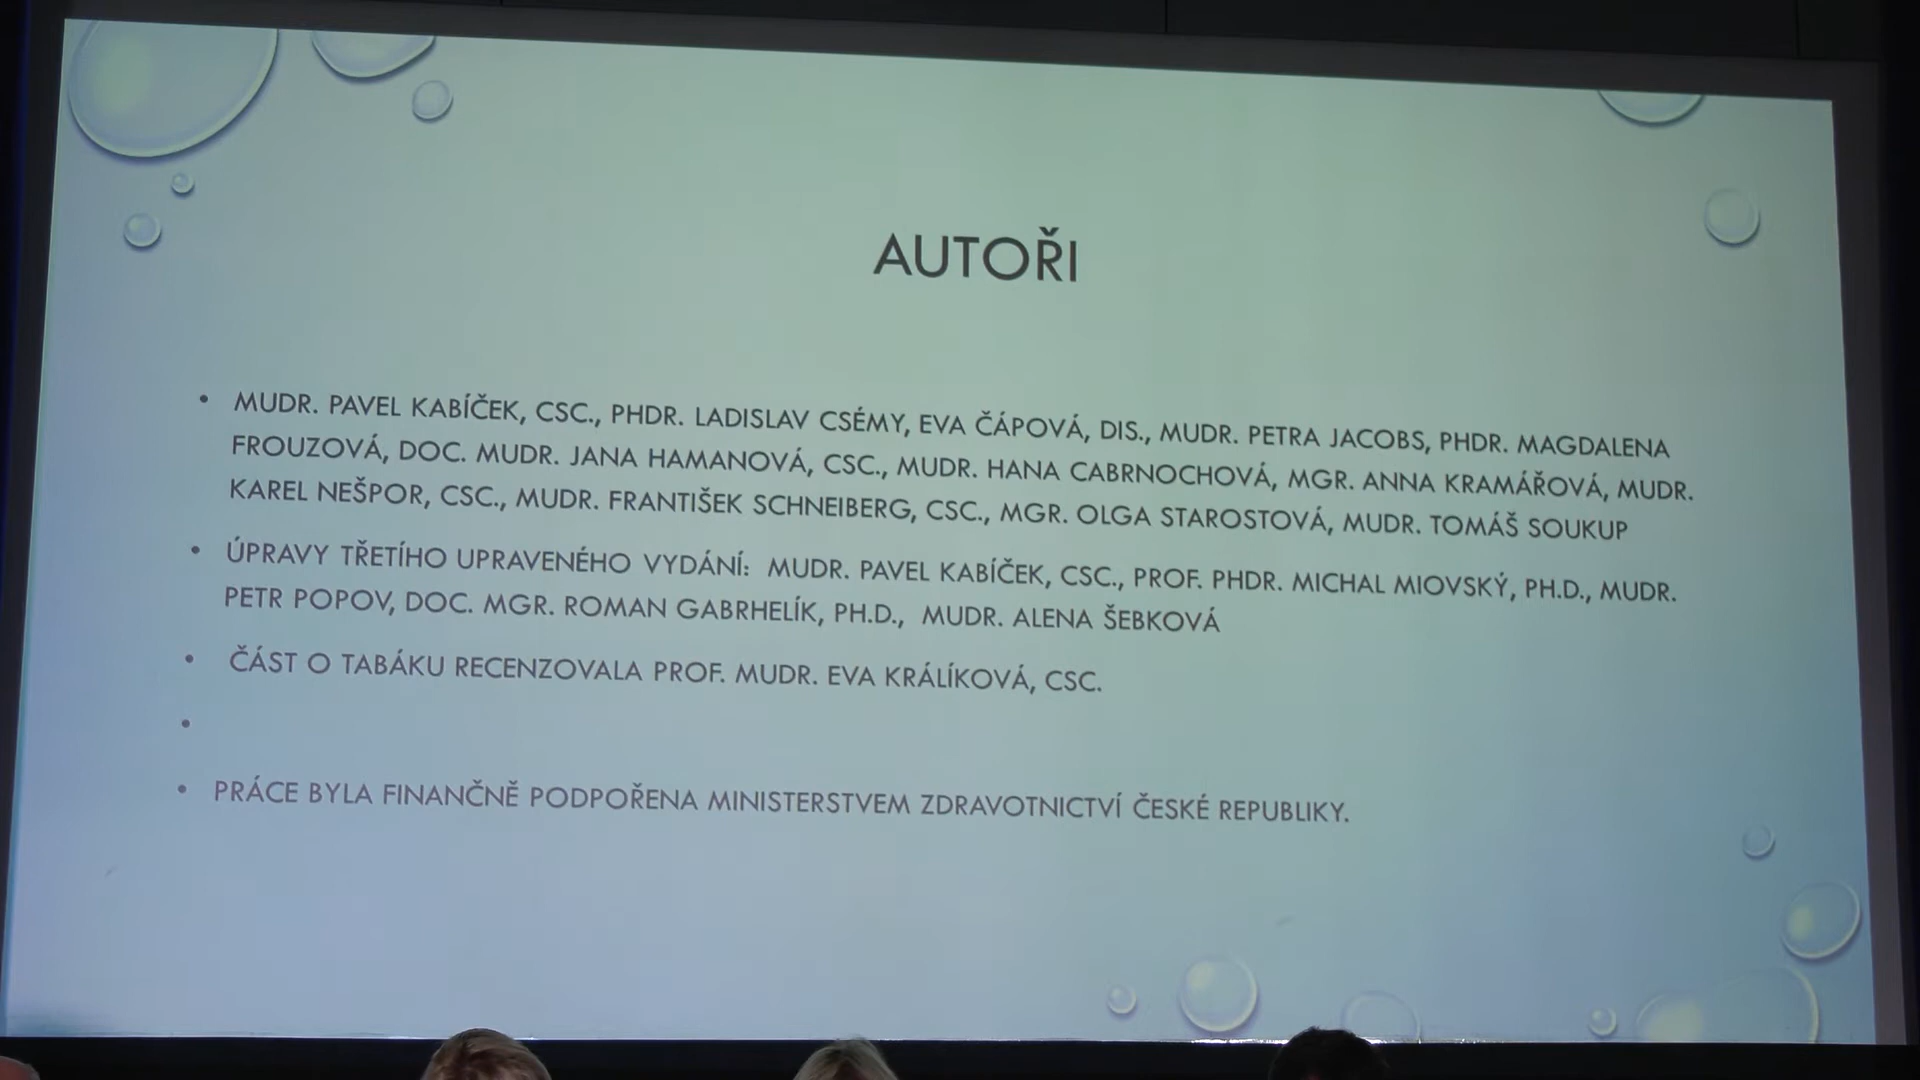 AUTOŘI
• MUDR. PAVEL KABÍČEK, CSC., PHDR. LADISLAV CSÉMY, EVA ČÁPOVÁ, DIS., MUDR. PETRA JACOBS, PHDR. MAGDALENA
FROUZOVÁ, DOC. MUDR. JANA HAMANOVÁ, CSC., MUDR. HANA CABRNOCHOVÁ, MGR. ANNA KRAMÁŘOVÁ, MUDR.
KAREL NEŠPOR, CSC., MUDR. FRANTIŠEK SCHNEIBERG, CSC., MGR. OLGA STAROSTOVÁ, MUDR. TOMÁŠ SOUKUP
• ÚPRAVY TŘETÍHO UPRAVENÉHO VYDÁNÍ: MUDR. PAVEL KABÍČEK, CSC., PROF. PHDR. MICHAL MIOVSKÝ, PH.D., MUDR.
PETR POPOV, DOC. MGR. ROMAN GABRHELÍK, PH.D., MUDR. ALENA ŠEBKOVÁ
• ČÁST O TABÁKU RECENZOVALA PROF. MUDR. EVA KRÁLÍKOVÁ, CSC.
•
• PRÁCE BYLA FINANČNĚ PODPOŘENA MINISTERSTVEM ZDRAVOTNICTVÍ ČESKÉ REPUBLIKY.